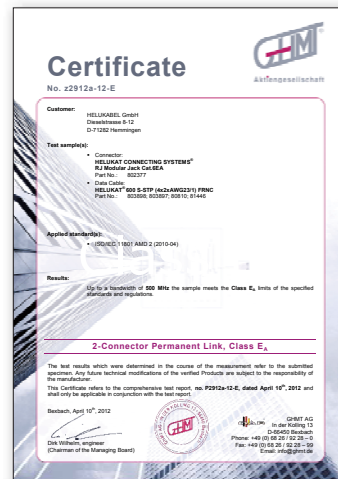 GHMT
Aktiengesellschaft
Certificate
No. z2912a-12-E
Customer:
HELUKABEL GmbH
Dieselstrasse 8-12
D-71282 Hemmingen
Test sample(s):
• Connector:
HELUKAT CONNECTING SYSTEMS®
RJ Modular Jack Cat.6EA
Part No.: 802377
• Data Cable:
HELUKAT® 600 S-STP (4x2xAWG23/1) FRNC
Part No.: 803898; 803897; 80810; 81446
Applied standard(s):
• ISO/IEC 11801 AMD 2 (2010-04)
Results:
Up to a bandwidth of 500 MHz the sample meets the Class EA limits of the specified
standards and regulations.
2-Connector Permanent Link, Class EA
The test results which were determined in the course of the measurement refer to the submitted
specimen. Any future technical modifications of the verified Products are subject to the responsibility of
the manufacturer.
This Certificate refers to the comprehensive test report, no. P2912a-12-E, dated April 10th, 2012 and
shall only be applicable in conjunction with the test report.
Bexbach, April 10th, 2012
Dirk Wilhelm, engineer
(Chairman of the Managing Board)
GHMT
GHMT AG
In der Kolling 13
D-66450 Bexbach
Phone: +49 (0) 68 26 / 92 28 – 0
Fax: +49 (0) 68 26 / 92 28 – 99
Email: info@ghmt.de